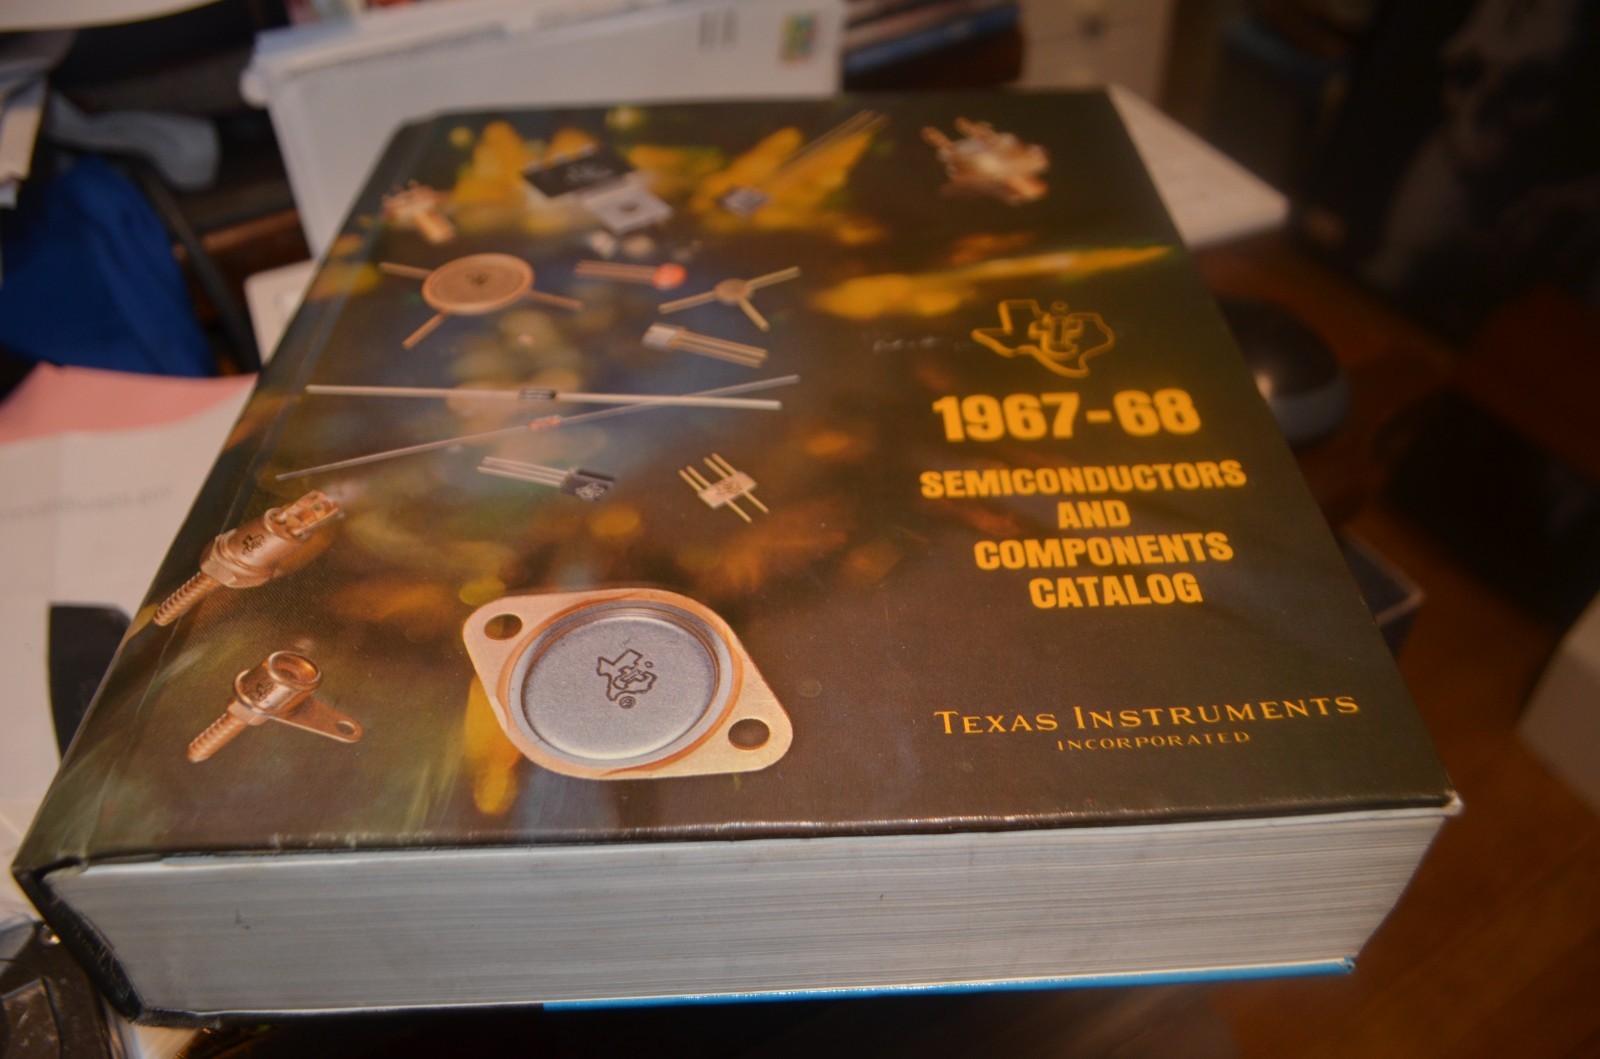 1967-68
SEMICONDUCTORS
AND
COMPONENTS
CATALOG
TEXAS INSTRUMENTS
INCORPORATED